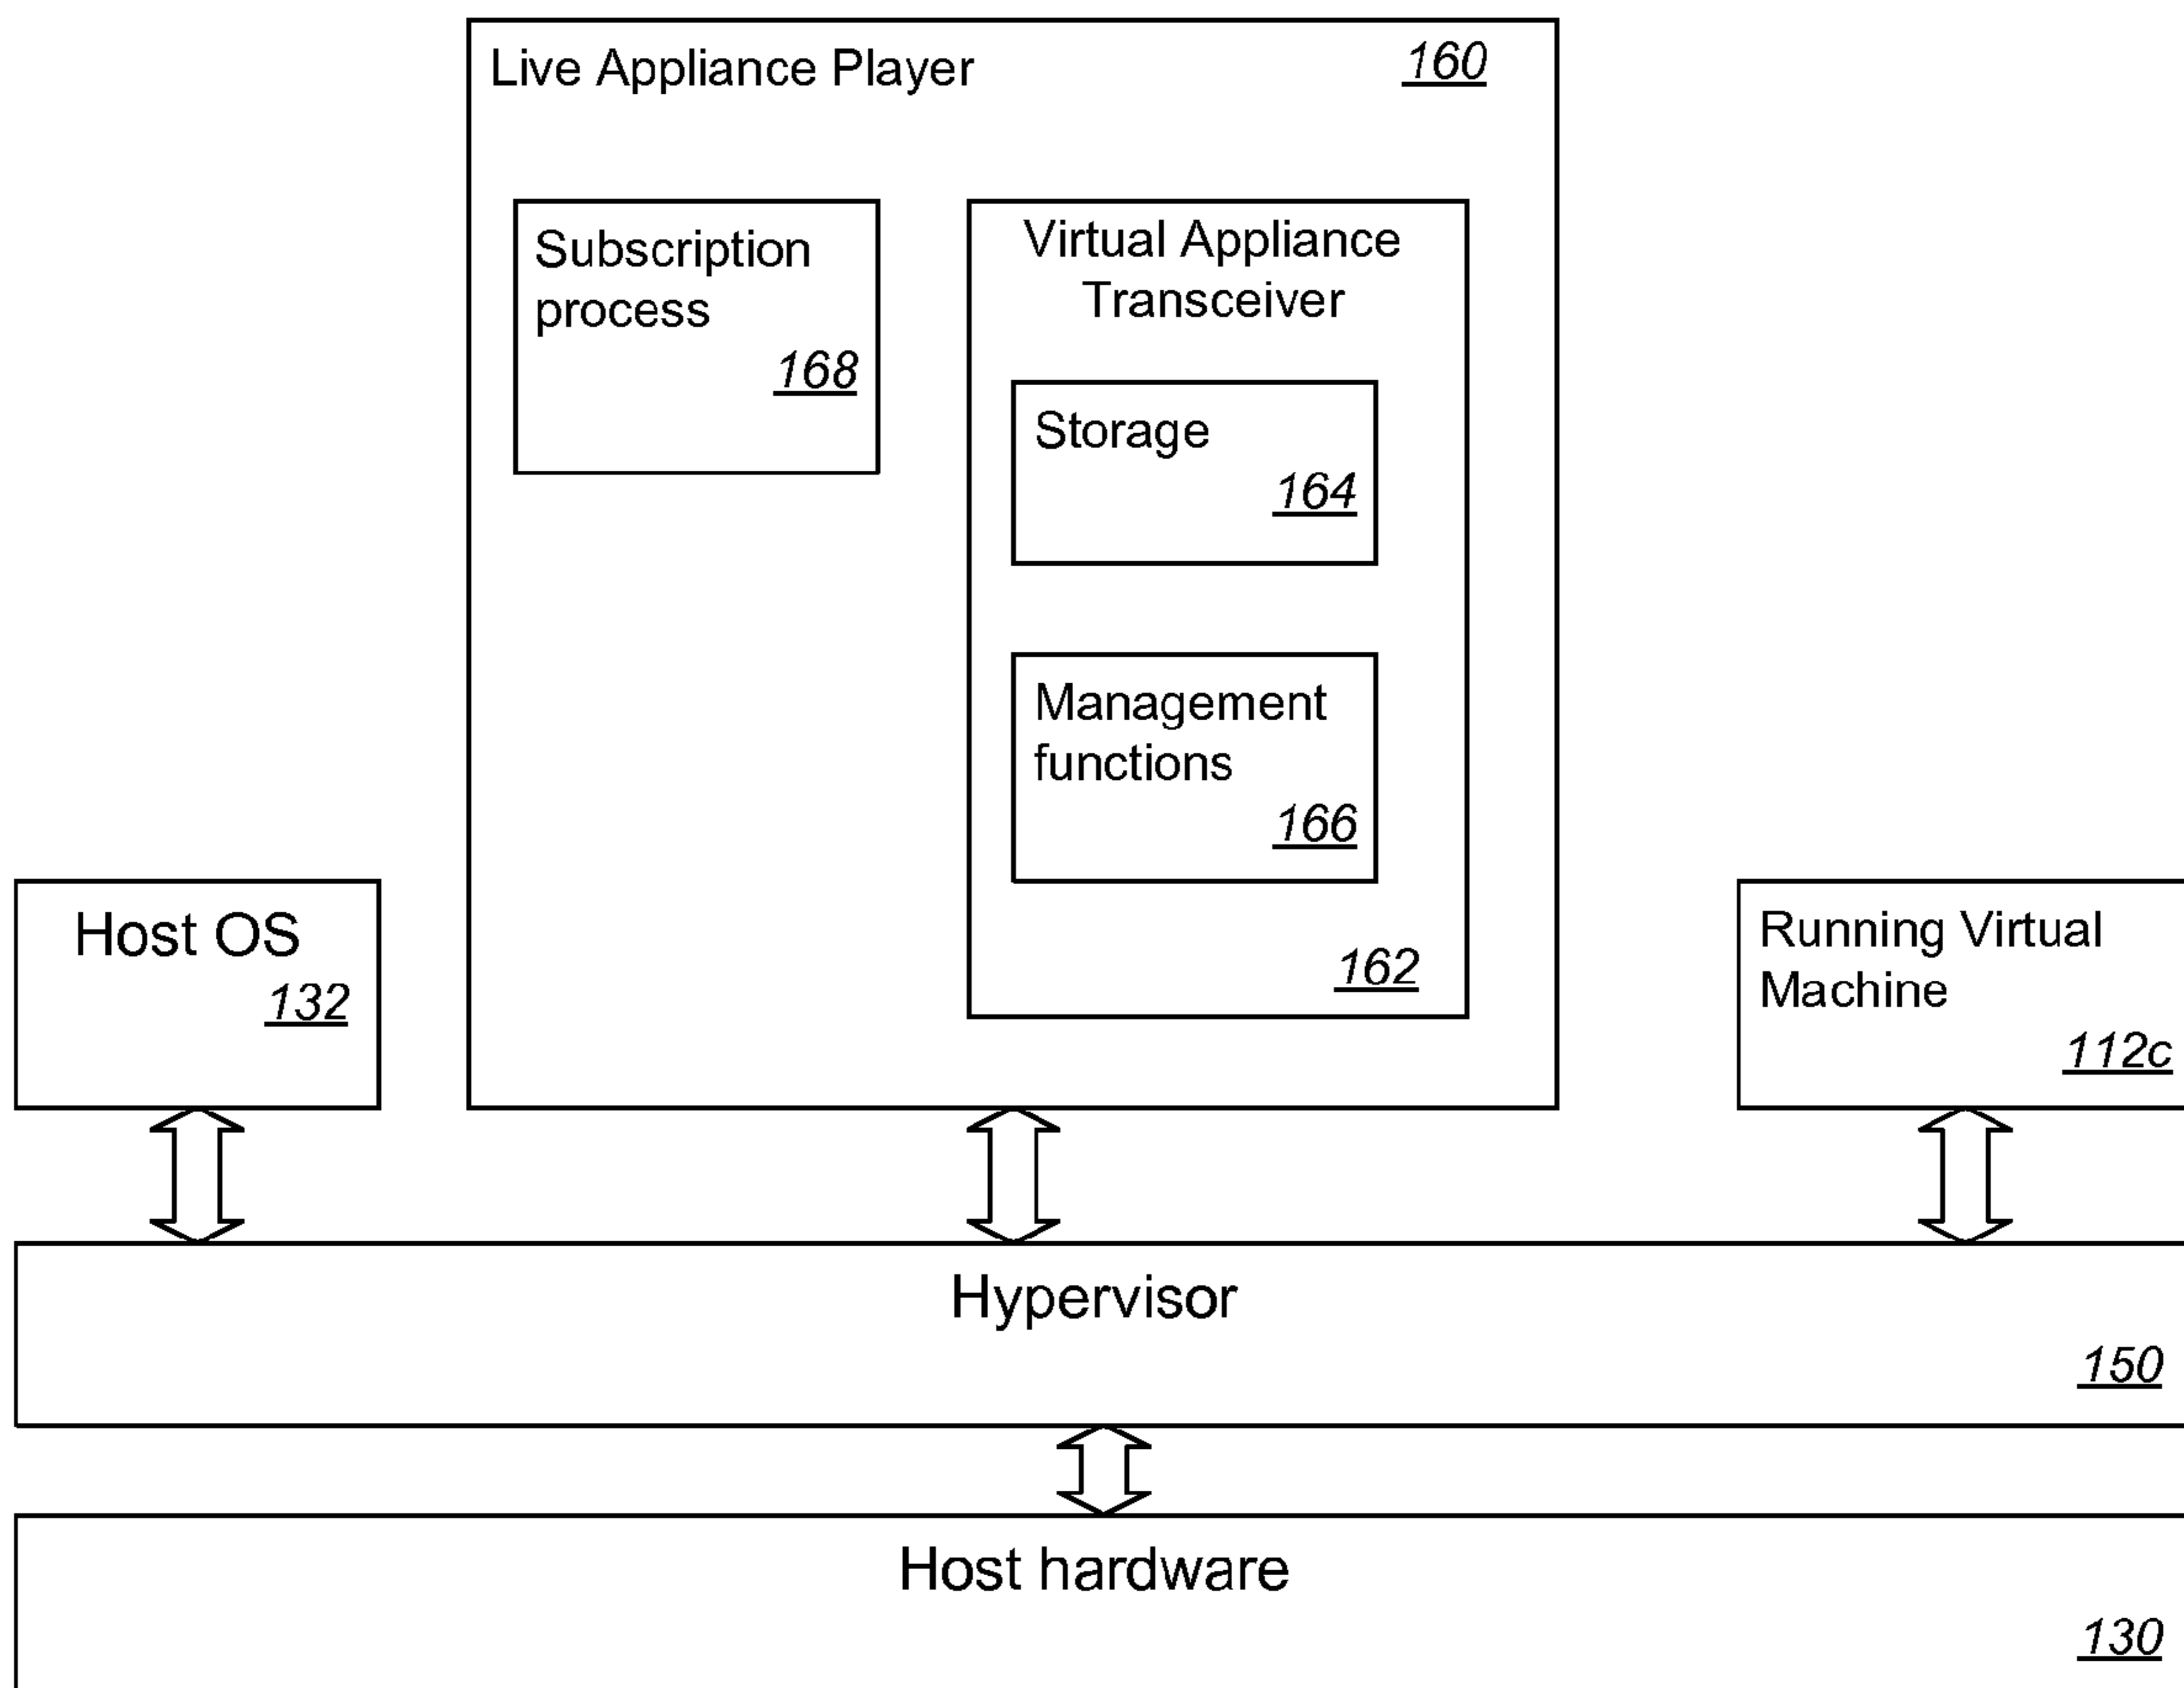 Live Appliance Player
160
Subscription
process
168
Virtual Appliance
Transceiver
Storage
164
Management
functions
166
162
Host OS
132
Running Virtual
Machine
112c
Hypervisor
150
Host hardware
130